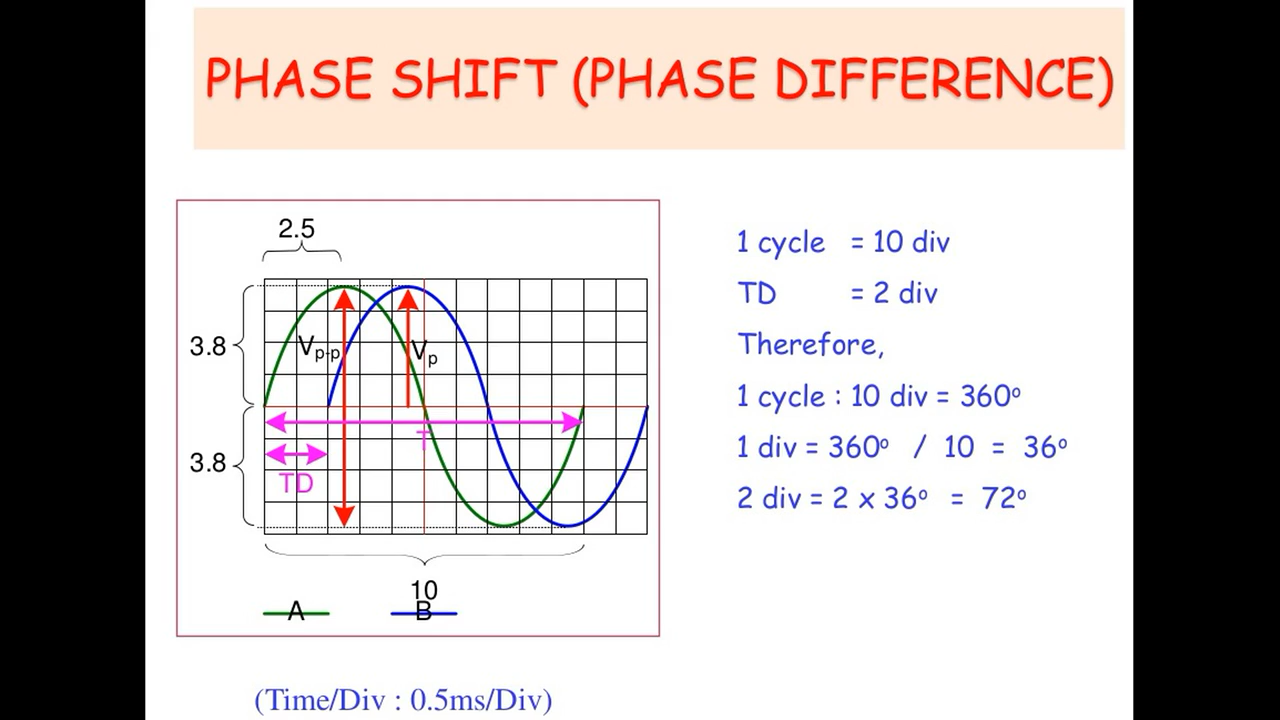 PHASE SHIFT (PHASE DIFFERENCE)
2.5
3.8
Vp-p
Vp
T
3.8
TD
10
A
B
(Time/Div : 0.5ms/Div)
1 cycle = 10 div
TD = 2 div
Therefore,
1 cycle : 10 div = 360º
1 div = 360º / 10 = 36º
2 div = 2 x 36º = 72º